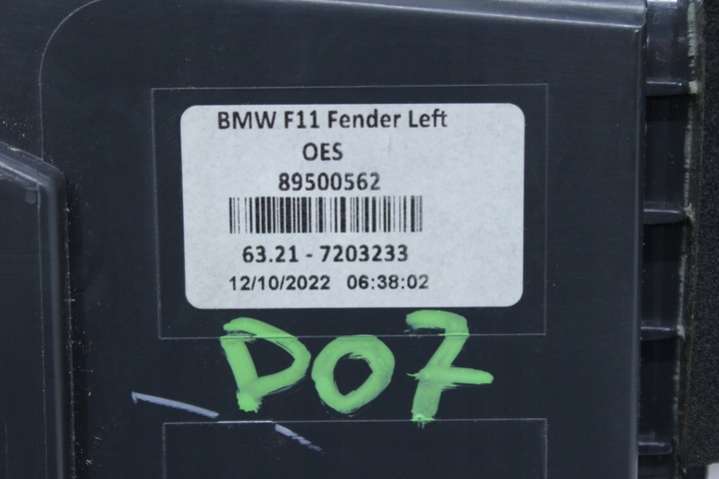 BMW F11 Fender Left
OES
89500562
63.21 - 7203233
12/10/2022 06:38:02
D07